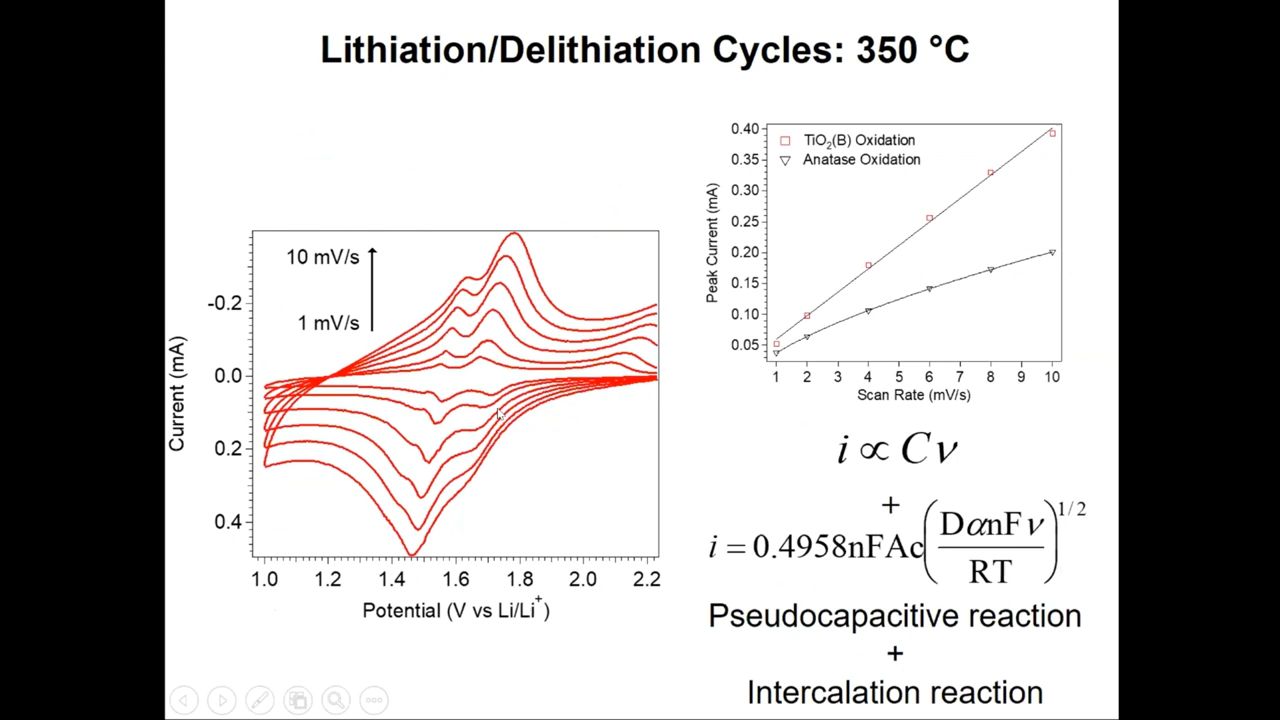 Lithiation/Delithiation Cycles: 350 °C
10 mV/s
1 mV/s
-0.2
0.0
0.2
0.4
Current (mA)
1.0 1.2 1.4 1.6 1.8 2.0 2.2
Potential (V vs Li/Li⁺)
TiO₂(B) Oxidation
Anatase Oxidation
0.40
0.35
0.30
0.25
0.20
0.15
0.10
0.05
Peak Current (mA)
1 2 4 6 8 10
Scan Rate (mV/s)
i ∝ Cν
+
i = 0.4958nFAc(DαnFν/RT)^1/2
Pseudocapacitive reaction
+
Intercalation reaction